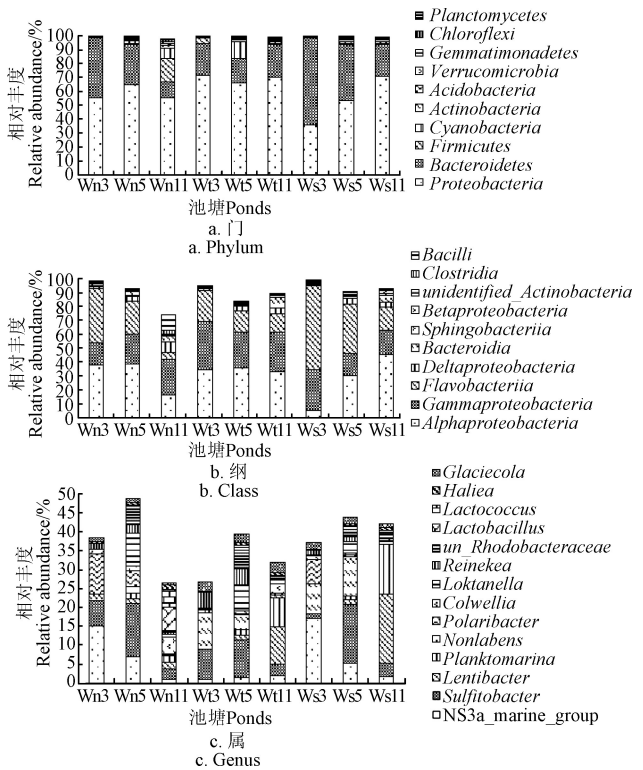 相对丰度
Relative abundance/%
100
90
80
70
60
50
40
30
20
10
0
Wn3 Wn5 Wn11 Wt3 Wt5 Wt11 Ws3 Ws5 Ws11
池塘Ponds
a. 门
a. Phylum
Planctomycetes
Chloroflexi
Gemmatimonadetes
Verrucomicrobia
Acidobacteria
Actinobacteria
Cyanobacteria
Firmicutes
Bacteroidetes
Proteobacteria
相对丰度
Relative abundance/%
100
90
80
70
60
50
40
30
20
10
0
Wn3 Wn5 Wn11 Wt3 Wt5 Wt11 Ws3 Ws5 Ws11
池塘Ponds
b. 纲
b. Class
Bacilli
Clostridia
unidentified_Actinobacteria
Betaproteobacteria
Sphingobacteriia
Bacteroidia
Deltaproteobacteria
Flavobacteriia
Gammaproteobacteria
Alphaproteobacteria
相对丰度
Relative abundance/%
50
45
40
35
30
25
20
15
10
5
0
Wn3 Wn5 Wn11 Wt3 Wt5 Wt11 Ws3 Ws5 Ws11
池塘Ponds
c. 属
c. Genus
Glaciecola
Haliea
Lactococcus
Lactobacillus
un_Rhodobacteraceae
Reinekea
Loktanella
Colwellia
Polaribacter
Nonlabens
Planktomarina
Lentibacter
Sulfitobacter
NS3a_marine_group